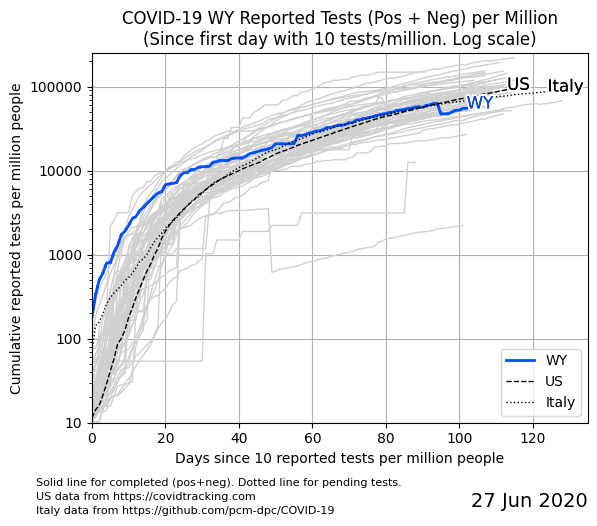 COVID-19 WY Reported Tests (Pos + Neg) per Million
(Since first day with 10 tests/million. Log scale)
Cumulative reported tests per million people
100000
10000
1000
100
10
US
Italy
WY
WY
US
Italy
0 20 40 60 80 100 120
Days since 10 reported tests per million people
Solid line for completed (pos+neg). Dotted line for pending tests.
US data from https://covidtracking.com
Italy data from https://github.com/pcm-dpc/COVID-19
27 Jun 2020